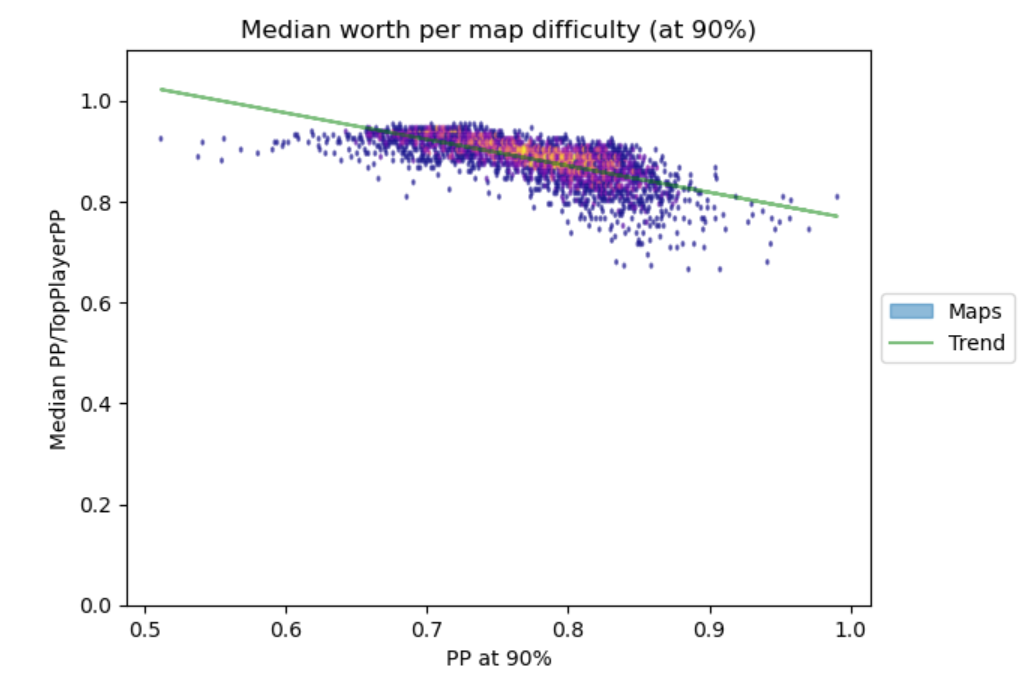 Median worth per map difficulty (at 90%)
1.0
0.8
0.6
0.4
0.2
0.0
Median PP/TopPlayerPP
0.5 0.6 0.7 0.8 0.9 1.0
PP at 90%
Maps
Trend